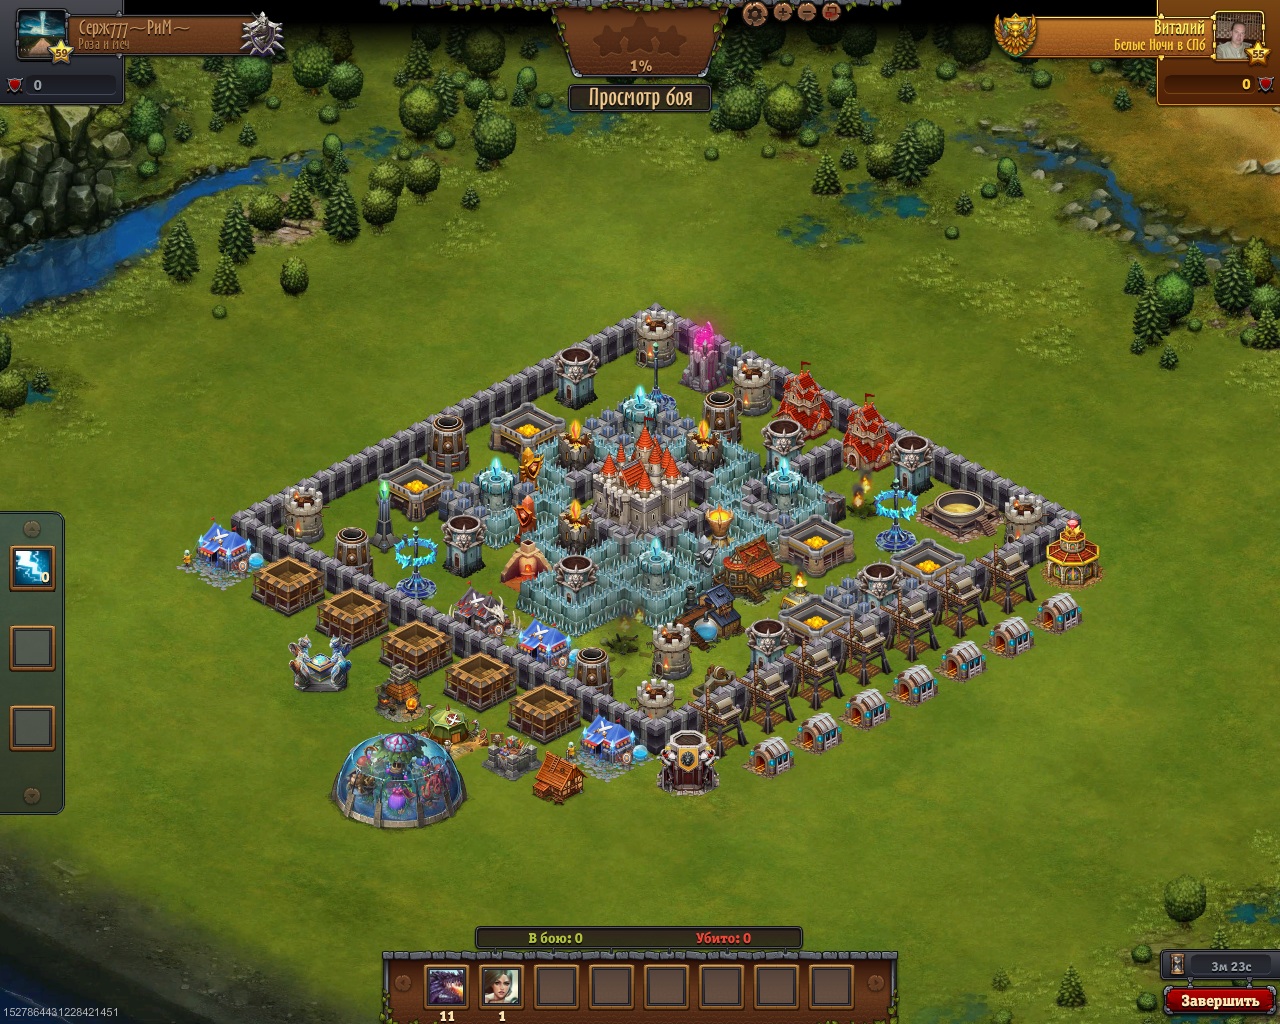 Серж777~РиМ~
Роза и меч
59
0
1%
Просмотр боя
Виталий
Белые Ночи в СПб
55
0
0
В бою: 0
Убито: 0
11
1
3м 23с
Завершить
1527864431228421451